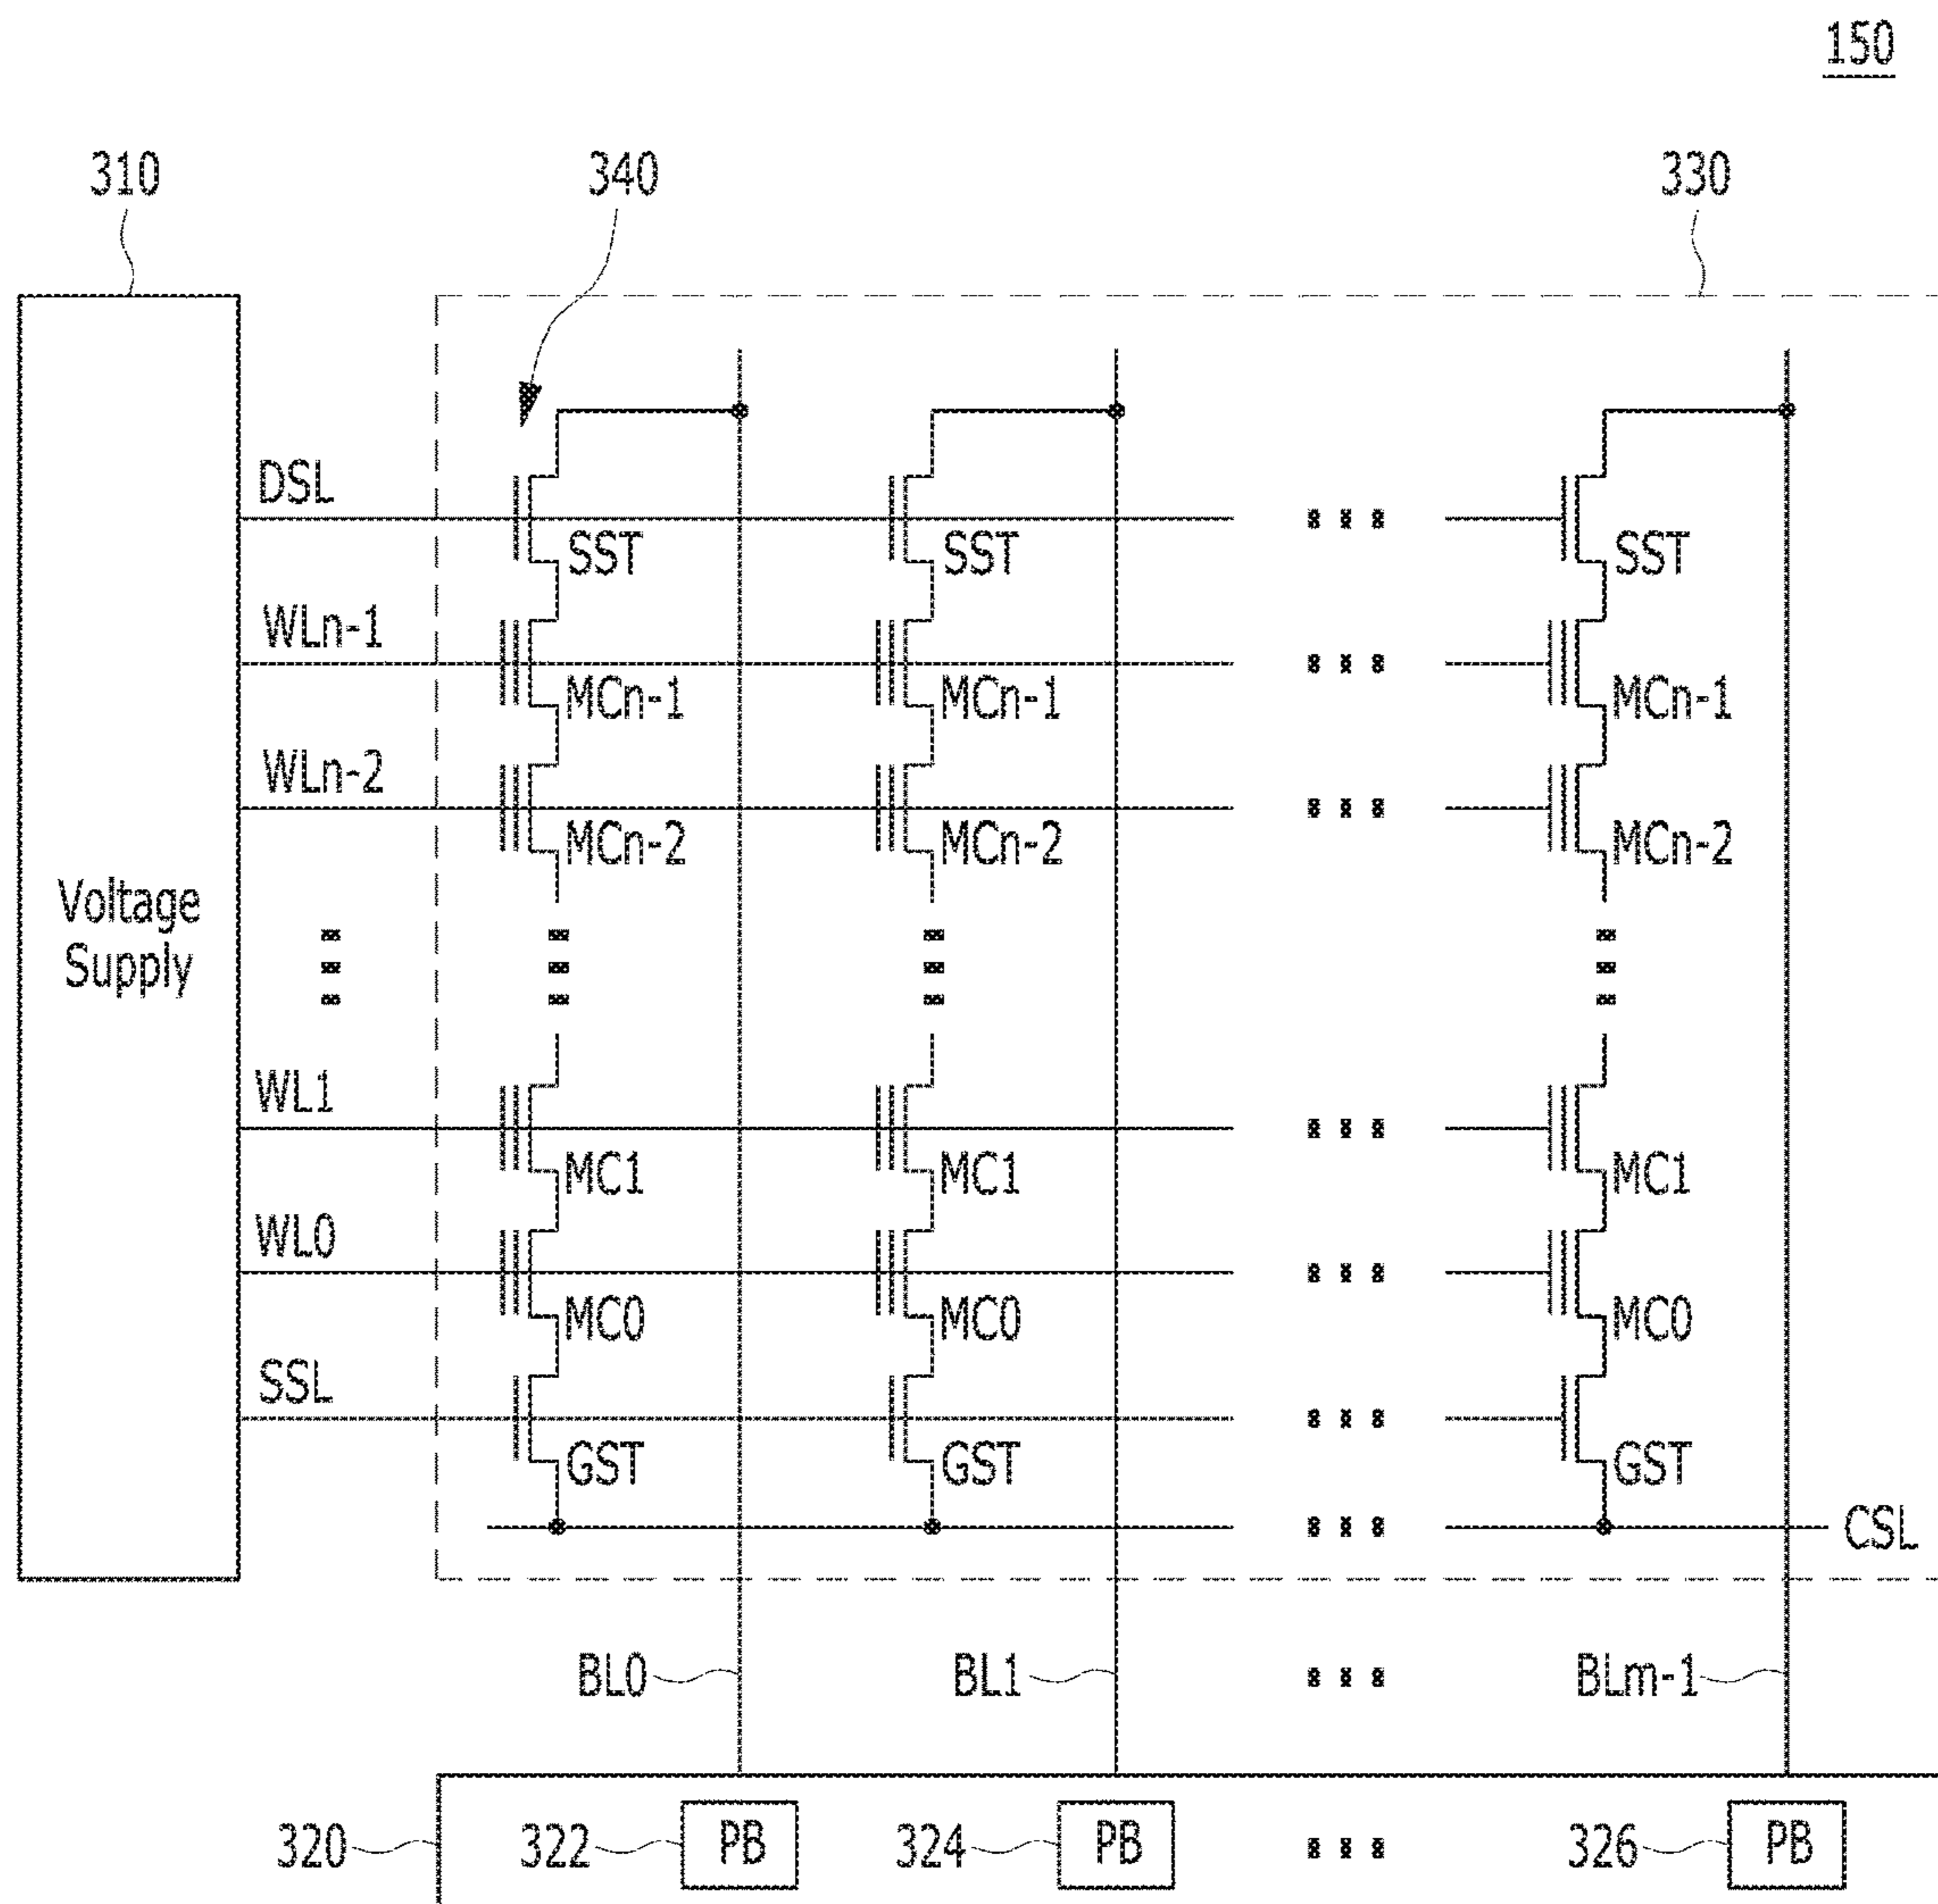 150
310
340
330
DSL
SST
SST
SST
WLn-1
MCn-1
MCn-1
MCn-1
WLn-2
MCn-2
MCn-2
MCn-2
Voltage
Supply
WL1
MC1
MC1
MC1
WL0
MC0
MC0
MC0
SSL
GST
GST
GST
CSL
BL0
BL1
BLm-1
320
322
PB
324
PB
326
PB